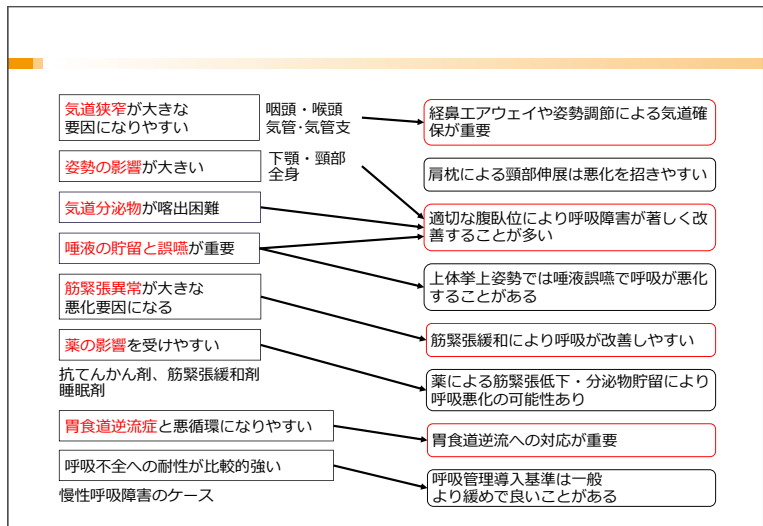 気道狭窄が大きな
要因になりやすい
咽頭・喉頭
気管・気管支
経鼻エアウェイや姿勢調節による気道確
保が重要
姿勢の影響が大きい
下顎・頸部
全身
肩枕による頸部伸展は悪化を招きやすい
気道分泌物が喀出困難
適切な腹臥位により呼吸障害が著しく改
善することが多い
唾液の貯留と誤嚥が重要
上体挙上姿勢では唾液誤嚥で呼吸が悪化
することがある
筋緊張異常が大きな
悪化要因になる
筋緊張緩和により呼吸が改善しやすい
薬の影響を受けやすい
抗てんかん剤、筋緊張緩和剤
睡眠剤
薬による筋緊張低下・分泌物貯留により
呼吸悪化の可能性あり
胃食道逆流症と悪循環になりやすい
胃食道逆流への対応が重要
呼吸不全への耐性が比較的強い
慢性呼吸障害のケース
呼吸管理導入基準は一般
より緩めで良いことがある